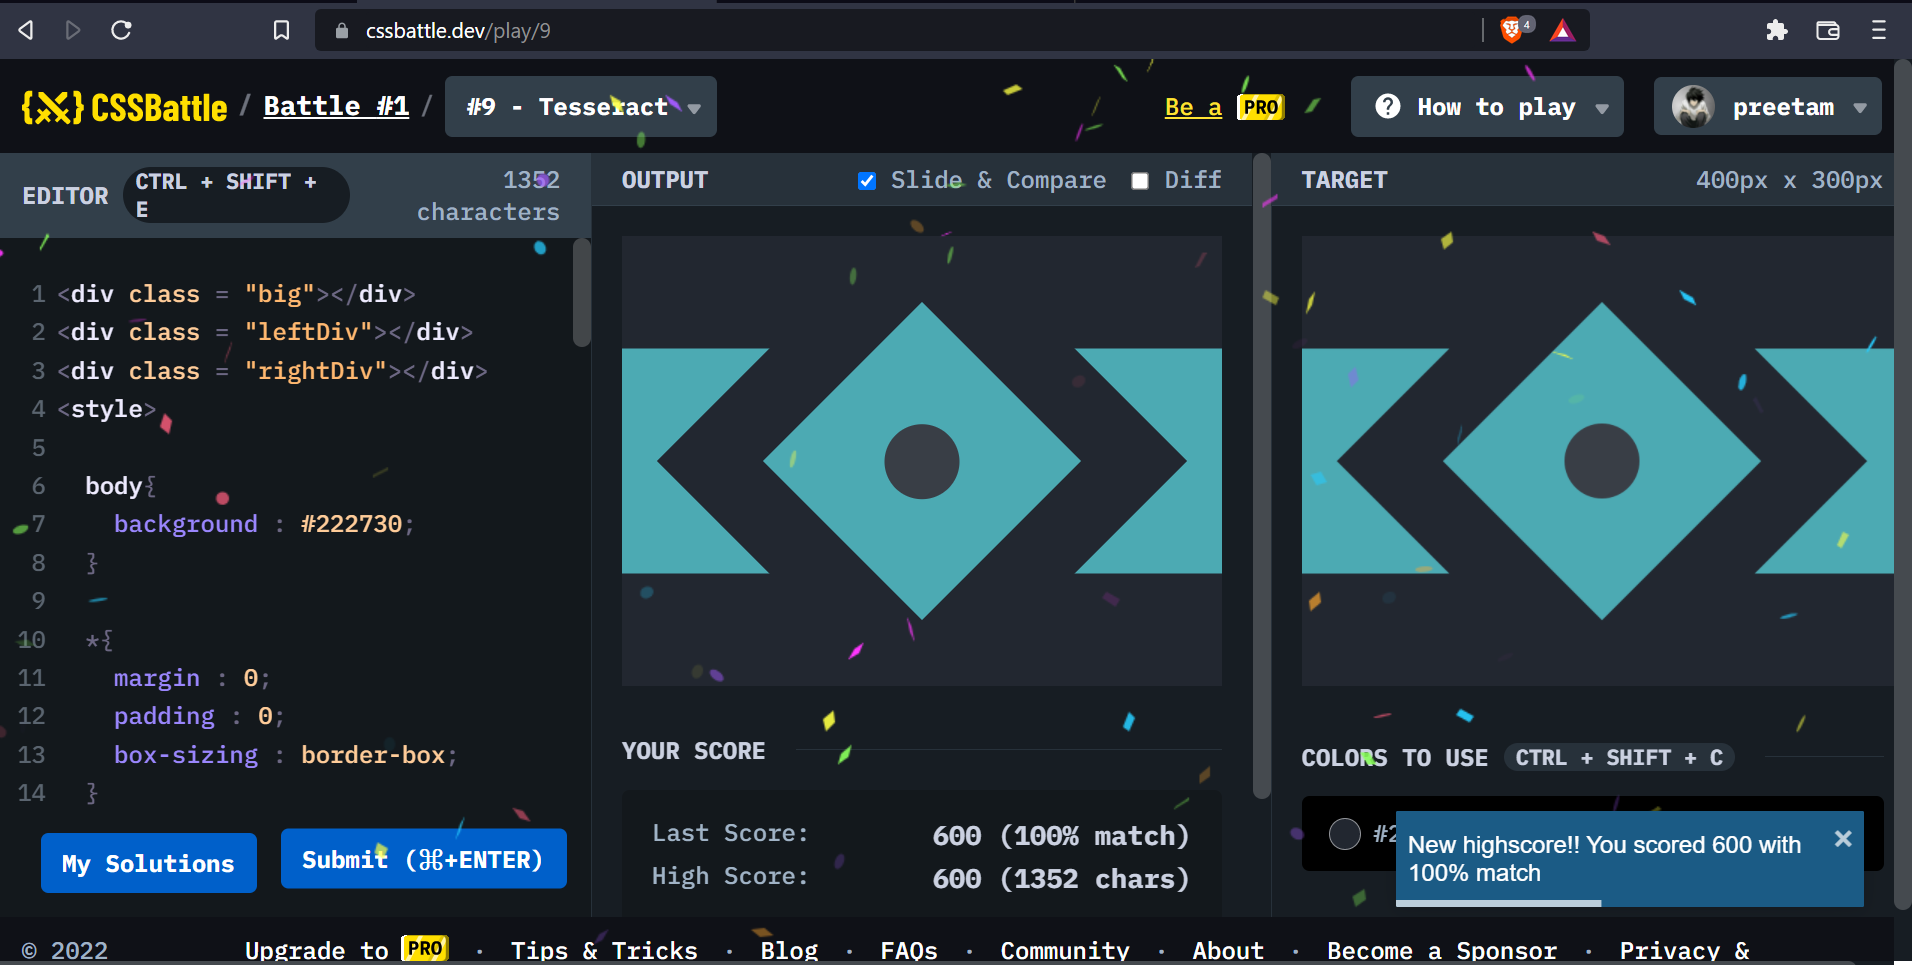 cssbattle.dev/play/9
4
{} CSSBattle / Battle #1 / #9 - Tesseract
Be a PRO
? How to play
preetam
EDITOR
CTRL + SHIFT + E
1352 characters
1 <div class = "big"></div>
2 <div class = "leftDiv"></div>
3 <div class = "rightDiv"></div>
4 <style>
5
6 body{
7 background : #222730;
8 }
9
10 *{
11 margin : 0;
12 padding : 0;
13 box-sizing : border-box;
14 }
My Solutions
Submit (⌘+ENTER)
OUTPUT
Slide & Compare
Diff
YOUR SCORE
Last Score: 600 (100% match)
High Score: 600 (1352 chars)
TARGET
400px x 300px
COLORS TO USE CTRL + SHIFT + C
#2
New highscore!! You scored 600 with
100% match
© 2022
Upgrade to PRO · Tips & Tricks · Blog · FAQs · Community · About · Become a Sponsor · Privacy &